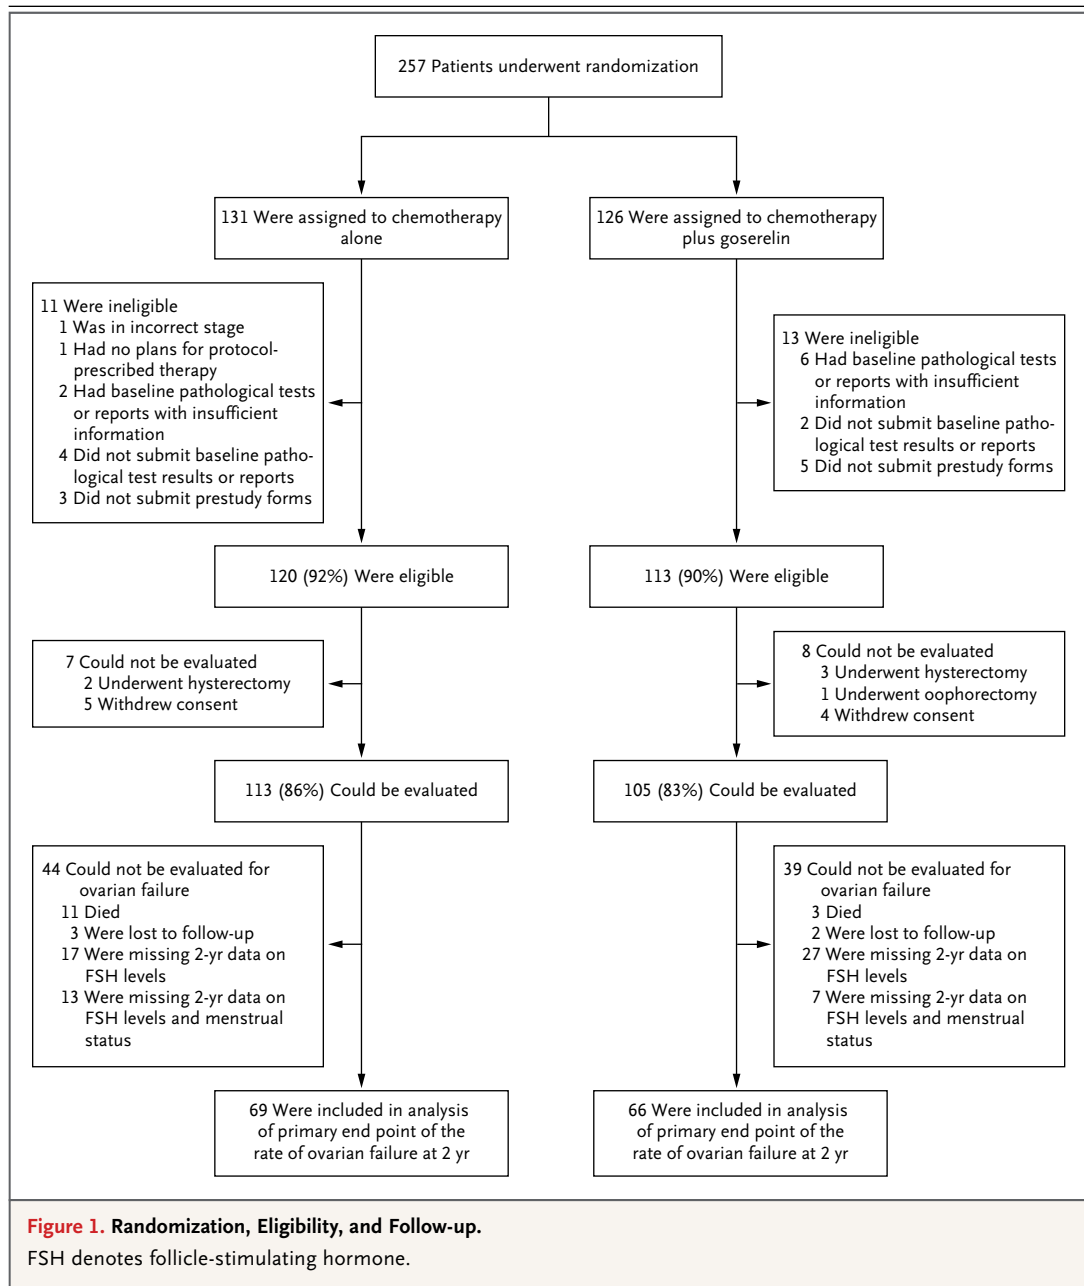 257 Patients underwent randomization
131 Were assigned to chemotherapy
alone
126 Were assigned to chemotherapy
plus goserelin
11 Were ineligible
1 Was in incorrect stage
1 Had no plans for protocol-
prescribed therapy
2 Had baseline pathological tests
or reports with insufficient
information
4 Did not submit baseline patho-
logical test results or reports
3 Did not submit prestudy forms
13 Were ineligible
6 Had baseline pathological tests
or reports with insufficient
information
2 Did not submit baseline patho-
logical test results or reports
5 Did not submit prestudy forms
120 (92%) Were eligible
113 (90%) Were eligible
7 Could not be evaluated
2 Underwent hysterectomy
5 Withdrew consent
8 Could not be evaluated
3 Underwent hysterectomy
1 Underwent oophorectomy
4 Withdrew consent
113 (86%) Could be evaluated
105 (83%) Could be evaluated
44 Could not be evaluated for
ovarian failure
11 Died
3 Were lost to follow-up
17 Were missing 2-yr data on
FSH levels
13 Were missing 2-yr data on
FSH levels and menstrual
status
39 Could not be evaluated for
ovarian failure
3 Died
2 Were lost to follow-up
27 Were missing 2-yr data on
FSH levels
7 Were missing 2-yr data on
FSH levels and menstrual
status
69 Were included in analysis
of primary end point of the
rate of ovarian failure at 2 yr
66 Were included in analysis
of primary end point of the
rate of ovarian failure at 2 yr
Figure 1. Randomization, Eligibility, and Follow-up.
FSH denotes follicle-stimulating hormone.